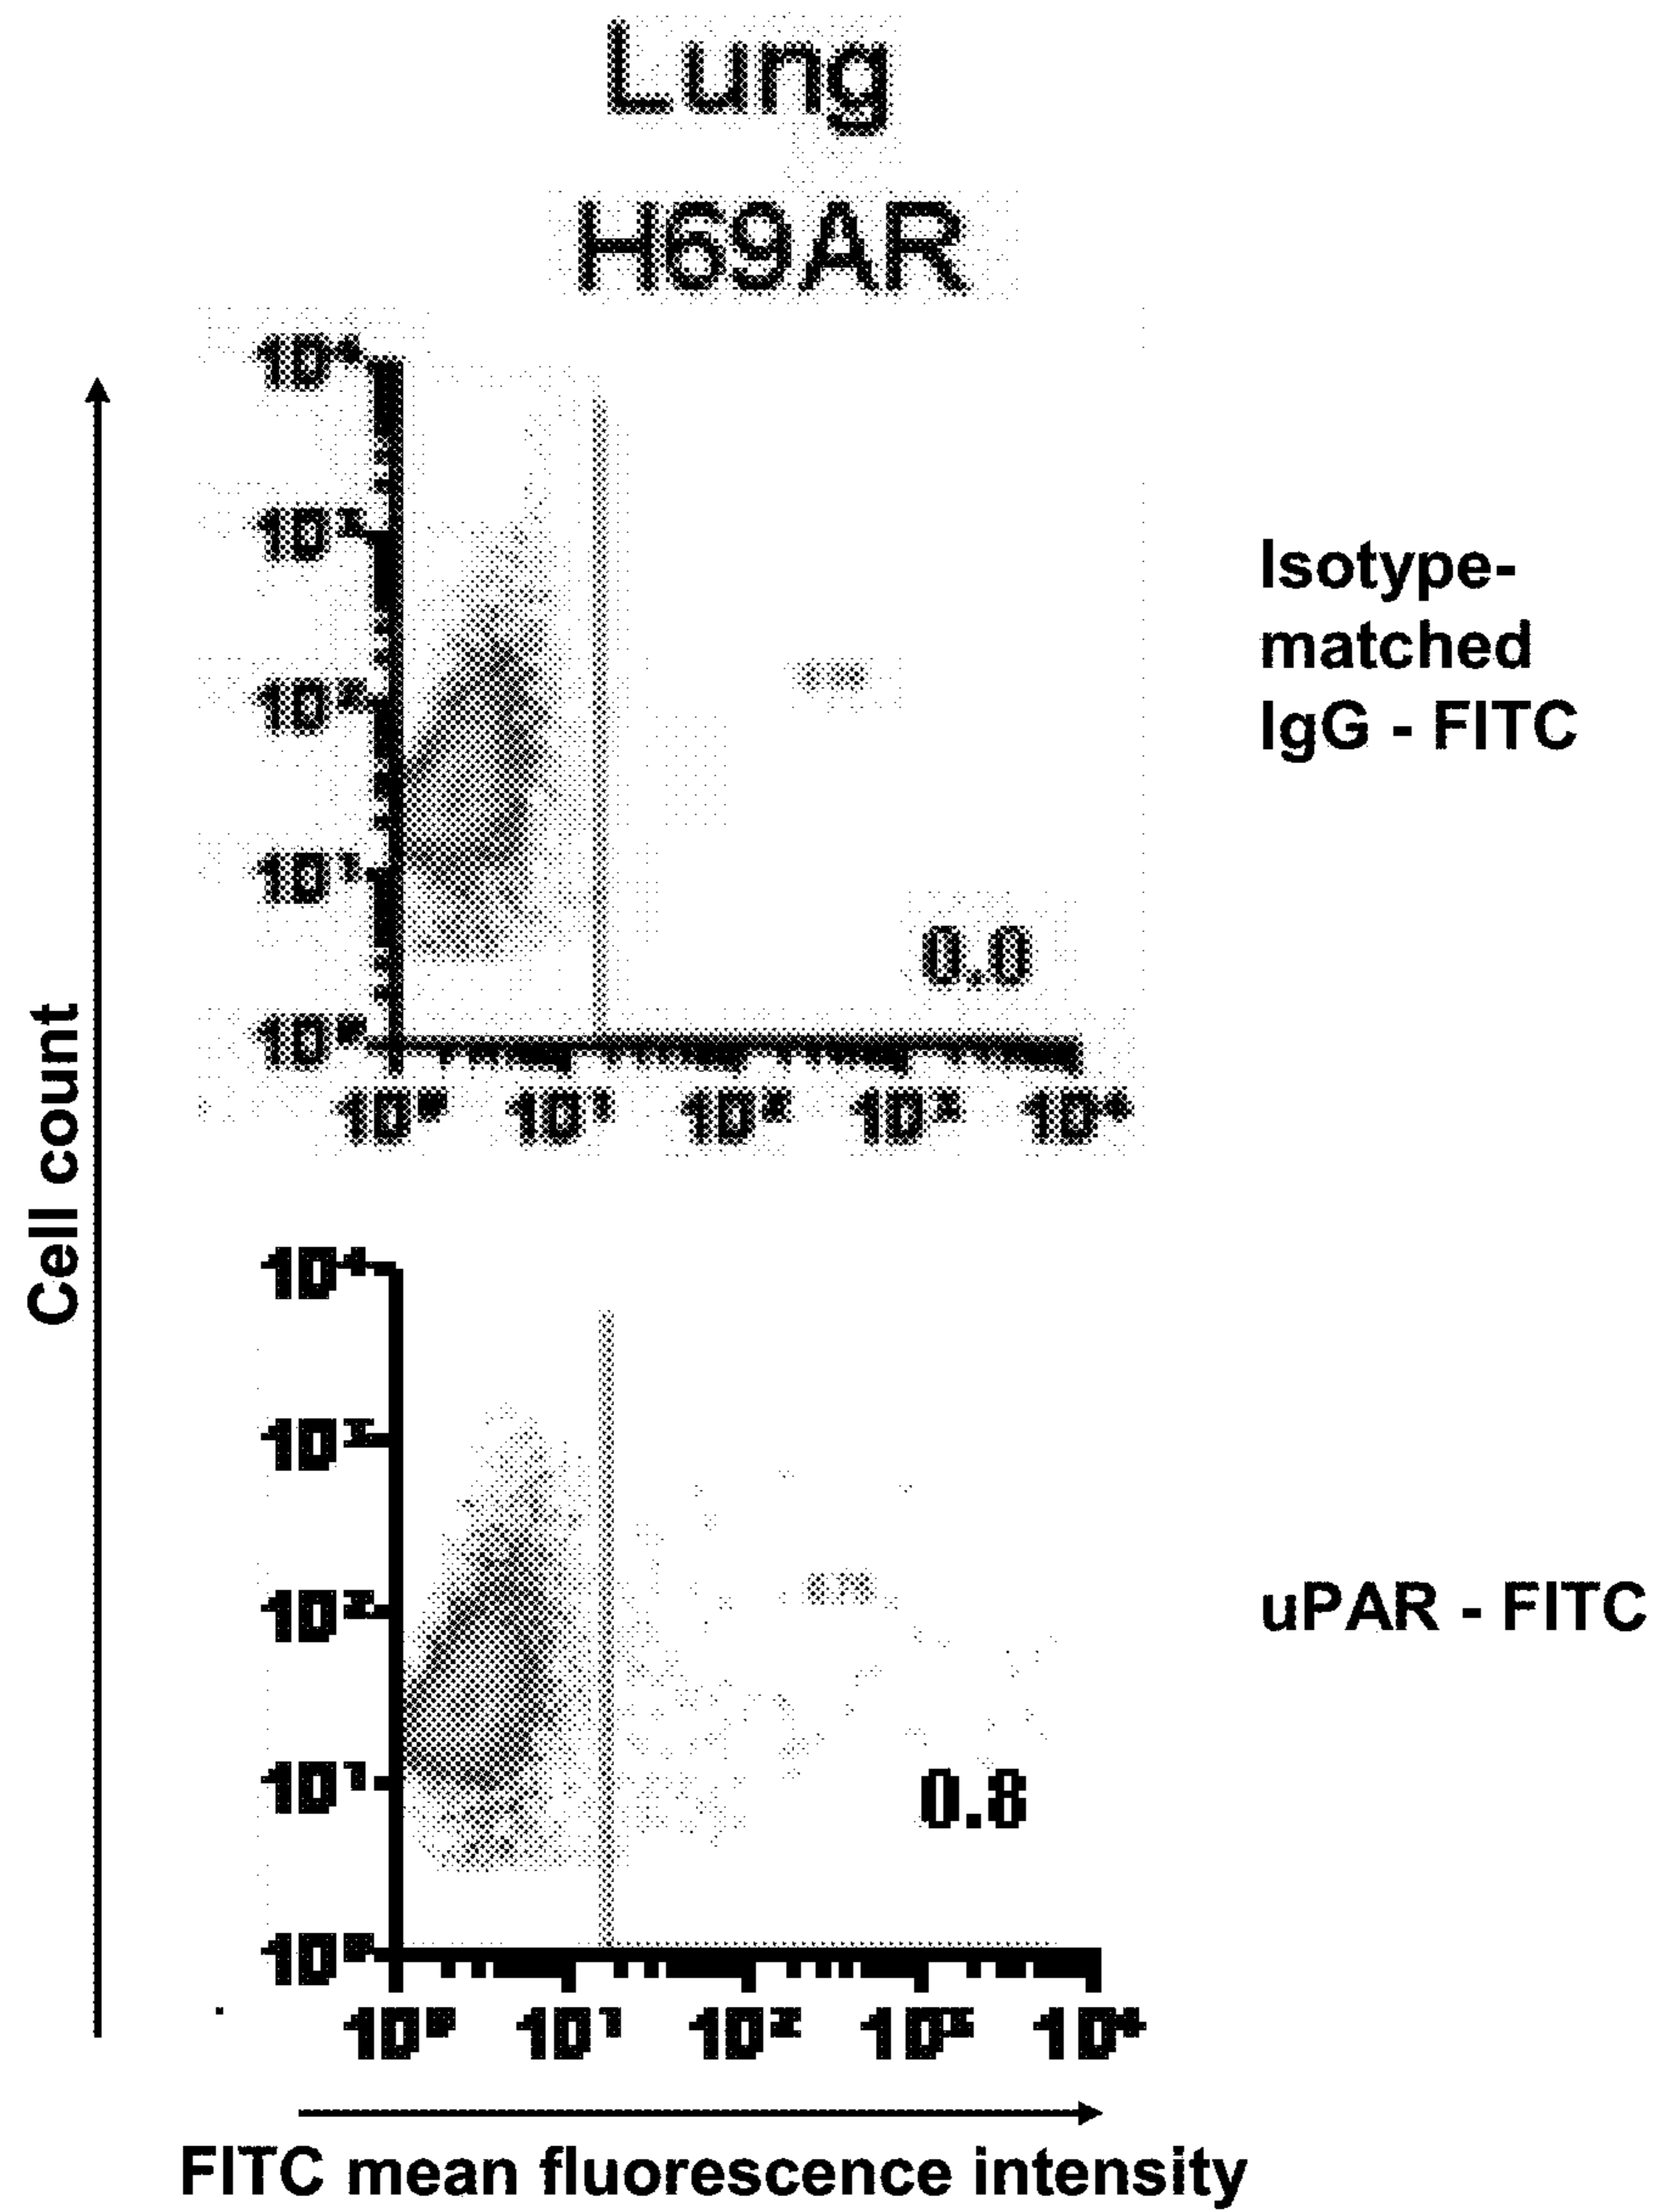 Lung
H69AR
10⁴
10³
10²
10¹
10⁰
10⁰ 10¹ 10² 10³ 10⁴
0.0
Isotype-
matched
IgG - FITC
Cell count
10⁴
10³
10²
10¹
10⁰
10⁰ 10¹ 10² 10³ 10⁴
0.8
uPAR - FITC
FITC mean fluorescence intensity